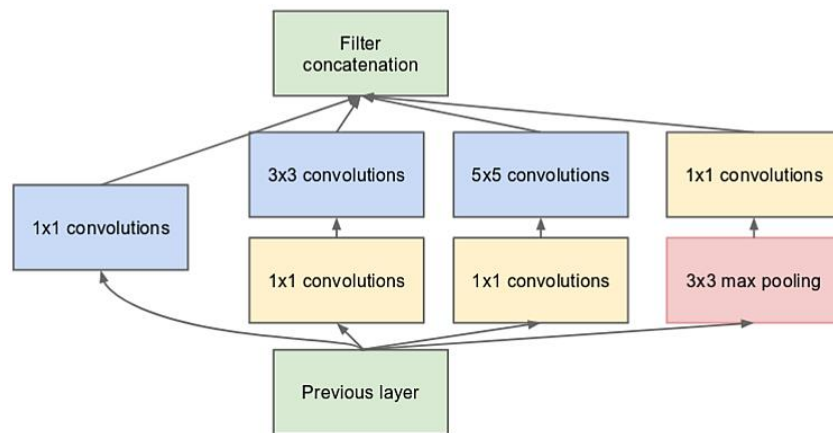 Filter
concatenation
3x3 convolutions
5x5 convolutions
1x1 convolutions
1x1 convolutions
1x1 convolutions
1x1 convolutions
3x3 max pooling
Previous layer